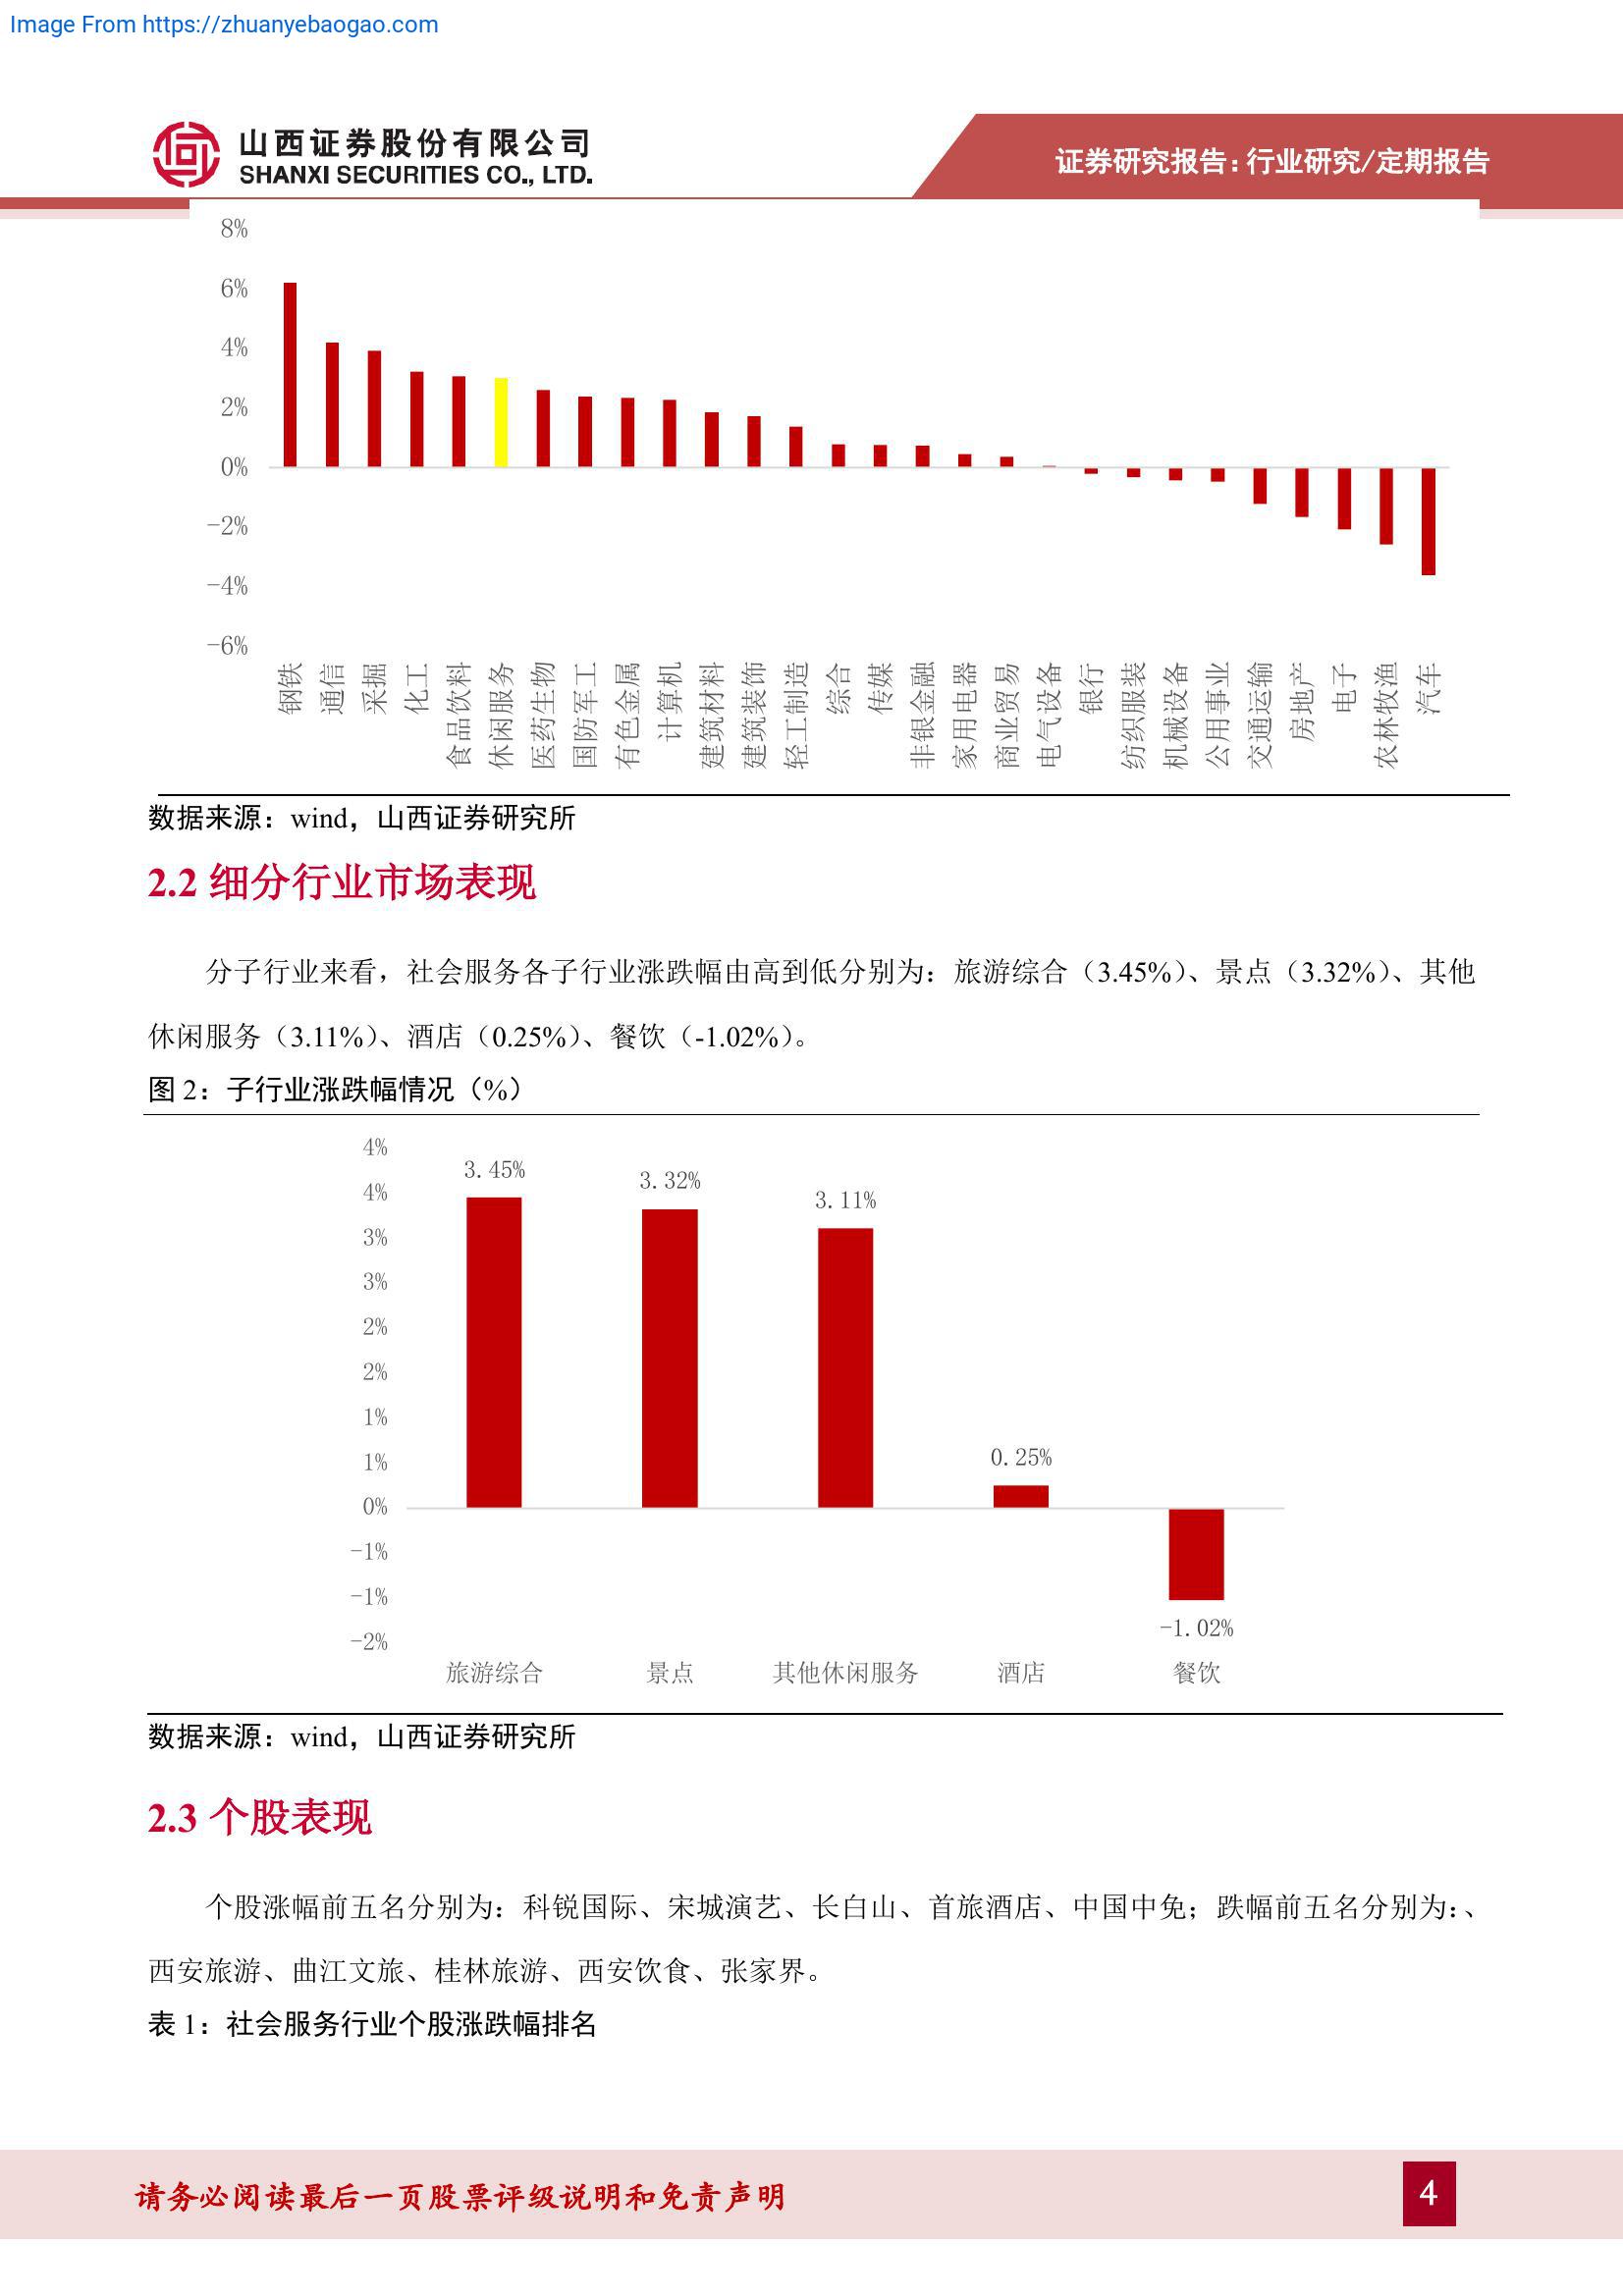 Image From https://zhuanyebaogao.com
山西证券股份有限公司
SHANXI SECURITIES CO., LTD.
证券研究报告:行业研究/定期报告
8%
6%
4%
2%
0%
-2%
-4%
-6%
钢铁
通信
采掘
化工
食品饮料
休闲服务
医药生物
国防军工
有色金属
计算机
建筑材料
建筑装饰
轻工制造
综合
传媒
非银金融
家用电器
商业贸易
电气设备
银行
纺织服装
机械设备
公用事业
交通运输
房地产
电子
农林牧渔
汽车
数据来源：wind，山西证券研究所
2.2 细分行业市场表现
分子行业来看，社会服务各子行业涨跌幅由高到低分别为：旅游综合（3.45%）、景点（3.32%）、其他
休闲服务（3.11%）、酒店（0.25%）、餐饮（-1.02%）。
图 2：子行业涨跌幅情况（%）
4%
4%
3%
3%
2%
2%
1%
1%
0%
-1%
-1%
-2%
3.45%
3.32%
3.11%
0.25%
-1.02%
旅游综合
景点
其他休闲服务
酒店
餐饮
数据来源：wind，山西证券研究所
2.3 个股表现
个股涨幅前五名分别为：科锐国际、宋城演艺、长白山、首旅酒店、中国中免；跌幅前五名分别为：、
西安旅游、曲江文旅、桂林旅游、西安饮食、张家界。
表 1：社会服务行业个股涨跌幅排名
请务必阅读最后一页股票评级说明和免责声明
4